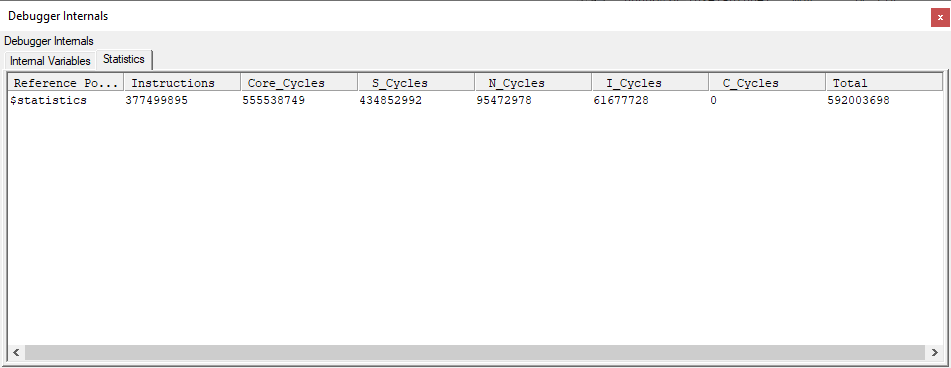 Debugger Internals
Debugger Internals
Internal Variables Statistics
Reference Po... Instructions Core_Cycles S_Cycles N_Cycles I_Cycles C_Cycles Total
$statistics 377499895 555538749 434852992 95472978 61677728 0 592003698